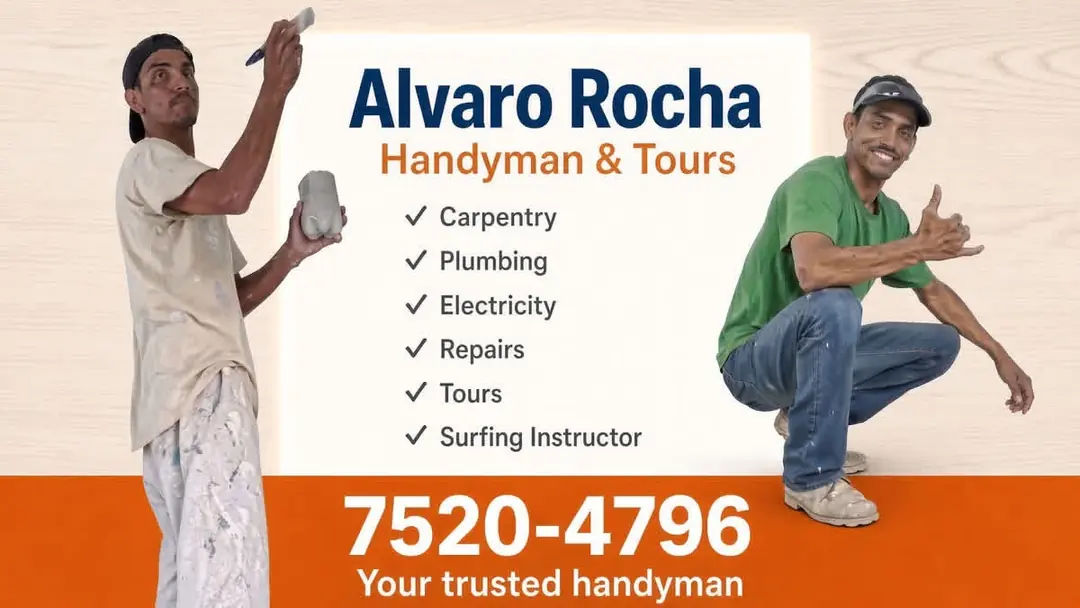 Alvaro Rocha
Handyman & Tours
✓ Carpentry
✓ Plumbing
✓ Electricity
✓ Repairs
✓ Tours
✓ Surfing Instructor
7520-4796
Your trusted handyman